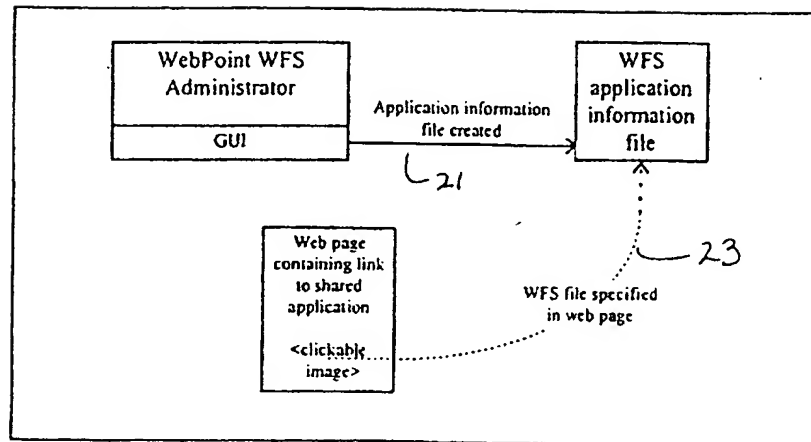 WebPoint WFS
Administrator
GUI
Application information
file created
21
WFS
application
information
file
23
Web page
containing link
to shared
application
<clickable
image>
WFS file specified
in web page